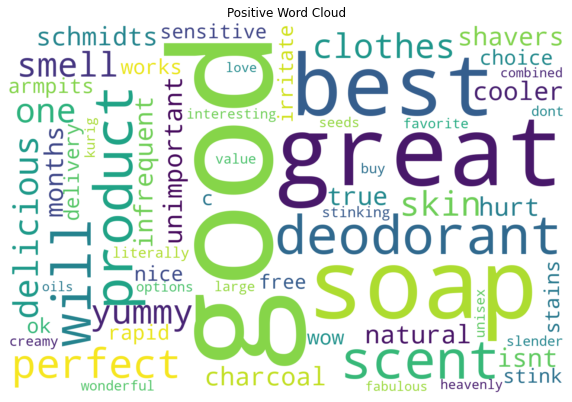 Positive Word Cloud
schmidts
sensitive
clothes
shavers
smell
works
love
irritate
best
choice
combined
armpits
cooler
one
kurig
delivery
infrequent
unimportant
interesting
seeds
favorite
dont
delicious
months
will
product
good
great
value
buy
c
true
skin
hurt
stinking
literally
deodorant
nice
free
oils
options
large
soap
yummy
unisex
stains
ok
rapid
wow
natural
creamy
slender
perfect
scent
isnt
charcoal
stink
wonderful
fabulous
heavenly